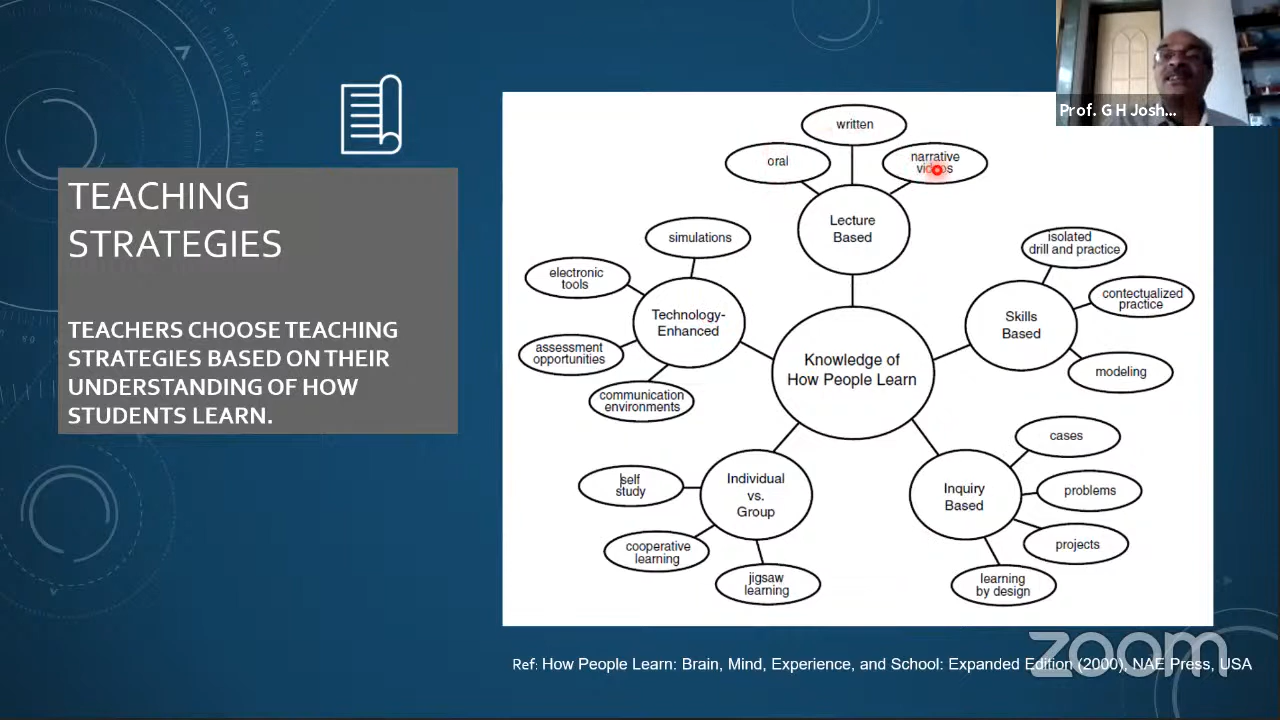 TEACHING
STRATEGIES
TEACHERS CHOOSE TEACHING
STRATEGIES BASED ON THEIR
UNDERSTANDING OF HOW
STUDENTS LEARN.
Prof. G H Josh...
written
oral
narrative
videos
Lecture
Based
simulations
electronic
tools
Technology-
Enhanced
assessment
opportunities
communication
environments
isolated
drill and practice
contectualized
practice
Skills
Based
modeling
Knowledge of
How People Learn
cases
problems
Inquiry
Based
projects
learning
by design
Individual
vs.
Group
self
study
cooperative
learning
jigsaw
learning
zoom
Ref: How People Learn: Brain, Mind, Experience, and School: Expanded Edition (2000), NAE Press, USA